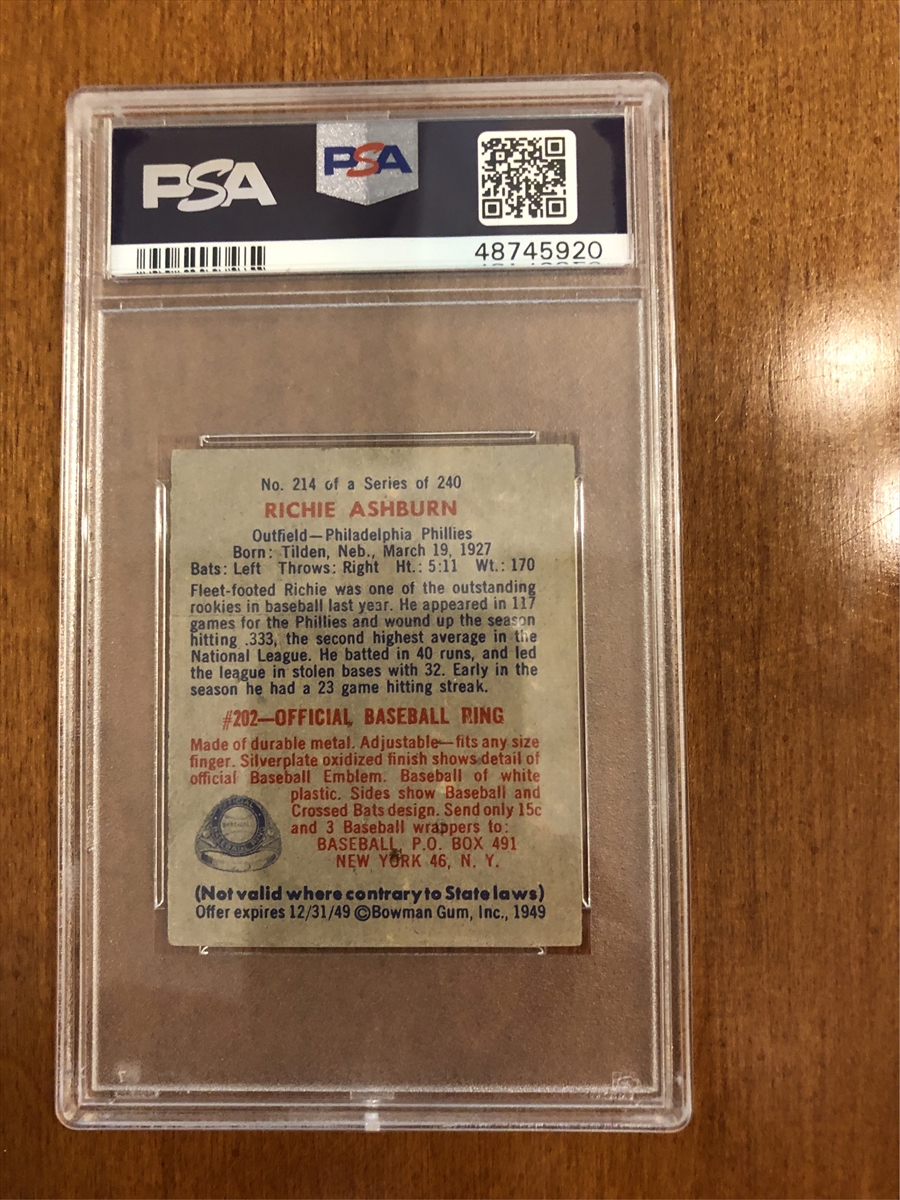 PSA
PSA
48745920
No. 214 of a Series of 240
RICHIE ASHBURN
Outfield—Philadelphia Phillies
Born: Tilden, Neb., March 19, 1927
Bats: Left Throws: Right Ht.: 5:11 Wt.: 170
Fleet-footed Richie was one of the outstanding
rookies in baseball last year. He appeared in 117
games for the Phillies and wound up the season
hitting .333, the second highest average in the
National League. He batted in 40 runs, and led
the league in stolen bases with 32. Early in the
season he had a 23 game hitting streak.
#202—OFFICIAL BASEBALL RING
Made of durable metal. Adjustable—fits any size
finger. Silverplate oxidized finish shows detail of
official Baseball Emblem. Baseball of white
plastic. Sides show Baseball and
Crossed Bats design. Send only 15c
and 3 Baseball wrappers to:
BASEBALL, P.O. BOX 491
NEW YORK 46, N. Y.
(Not valid where contrary to State laws)
Offer expires 12/31/49 ©Bowman Gum, Inc., 1949